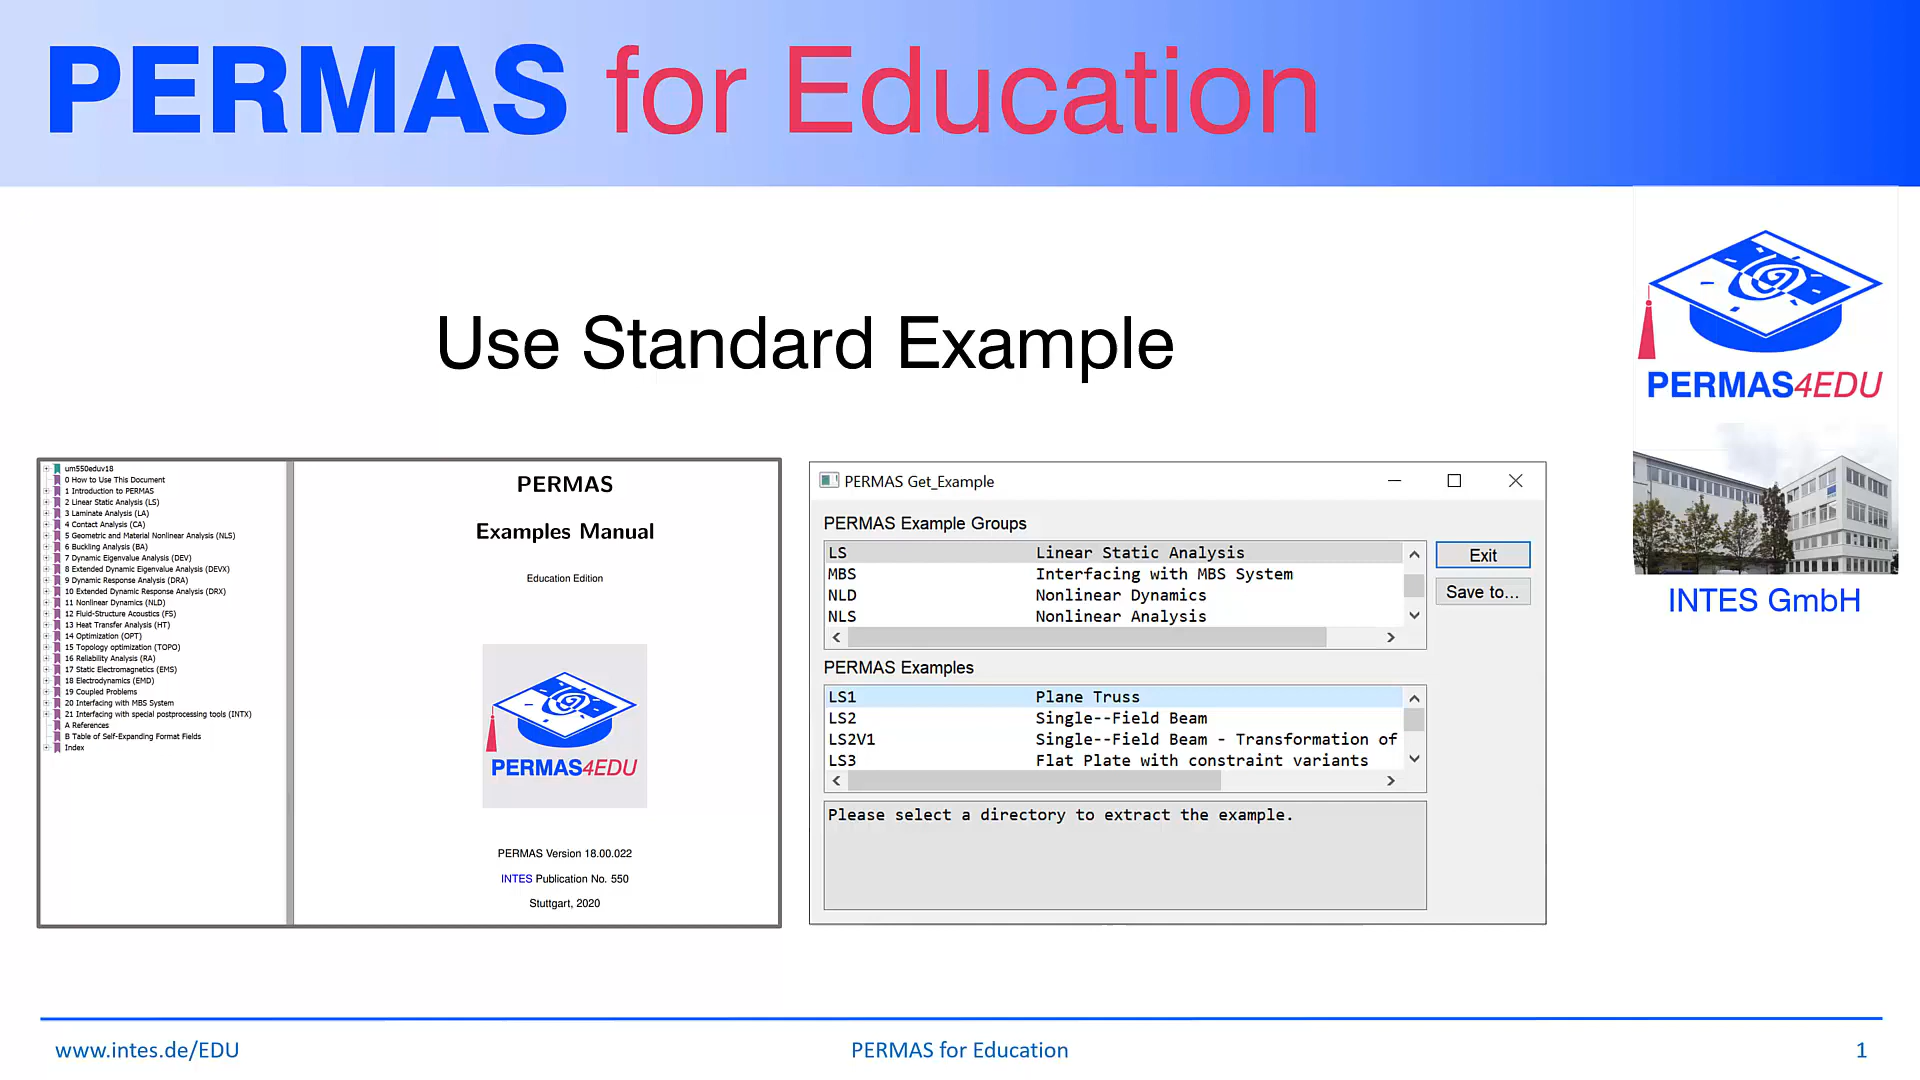 PERMAS for Education
Use Standard Example
um550eduv18
0 How to Use This Document
1 Introduction to PERMAS
2 Linear Static Analysis (LS)
3 Laminate Analysis (LA)
4 Contact Analysis (CA)
5 Geometric and Material Nonlinear Analysis (NLS)
6 Buckling Analysis (BA)
7 Dynamic Eigenvalue Analysis (DEV)
8 Extended Dynamic Eigenvalue Analysis (DEVX)
9 Dynamic Response Analysis (DRA)
10 Extended Dynamic Response Analysis (DRX)
11 Nonlinear Dynamics (NLD)
12 Fluid-Structure Acoustics (FS)
13 Heat Transfer Analysis (HT)
14 Optimization (OPT)
15 Topology optimization (TOPO)
16 Reliability Analysis (RA)
17 Static Electromagnetics (EMS)
18 Electrodynamics (EMD)
19 Coupled Problems
20 Interfacing with MBS System
21 Interfacing with special postprocessing tools (INTX)
A References
B Table of Self-Expanding Format Fields
Index
PERMAS
Examples Manual
Education Edition
PERMAS4EDU
PERMAS Version 18.00.022
INTES Publication No. 550
Stuttgart, 2020
PERMAS Get_Example
PERMAS Example Groups
LS Linear Static Analysis
MBS Interfacing with MBS System
NLD Nonlinear Dynamics
NLS Nonlinear Analysis
Exit
Save to...
PERMAS Examples
LS1 Plane Truss
LS2 Single--Field Beam
LS2V1 Single--Field Beam - Transformation of
LS3 Flat Plate with constraint variants
Please select a directory to extract the example.
PERMAS4EDU
INTES GmbH
www.intes.de/EDU
PERMAS for Education
1